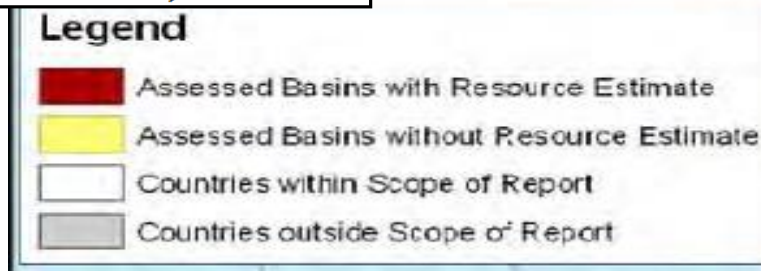 Legend
Assessed Basins with Resource Estimate
Assessed Basins without Resource Estimate
Countries within Scope of Report
Countries outside Scope of Report